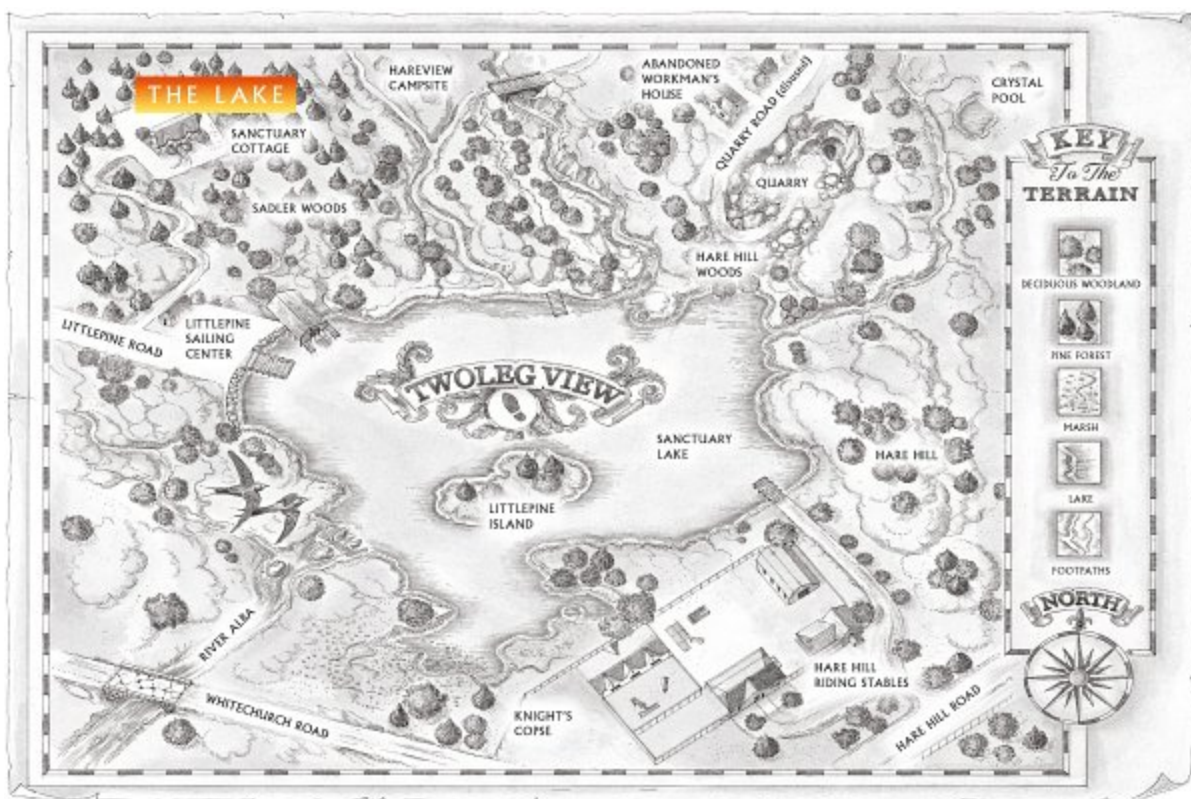 THE LAKE
HAREVIEW
CAMPSITE
ABANDONED
WORKMAN'S
HOUSE
QUARRY ROAD (disused)
CRYSTAL
POOL
SANCTUARY
COTTAGE
SADLER WOODS
QUARRY
HARE HILL
WOODS
LITTLEPINE ROAD
LITTLEPINE
SAILING
CENTER
TWOLEG VIEW
SANCTUARY
LAKE
HARE HILL
LITTLEPINE
ISLAND
RIVER ALBA
WHITECHURCH ROAD
KNIGHT'S
COPSE
HARE HILL
RIDING STABLES
HARE HILL ROAD
KEY
To The
TERRAIN
DECIDUOUS WOODLAND
PINE FOREST
MARSH
LAKE
FOOTPATHS
NORTH